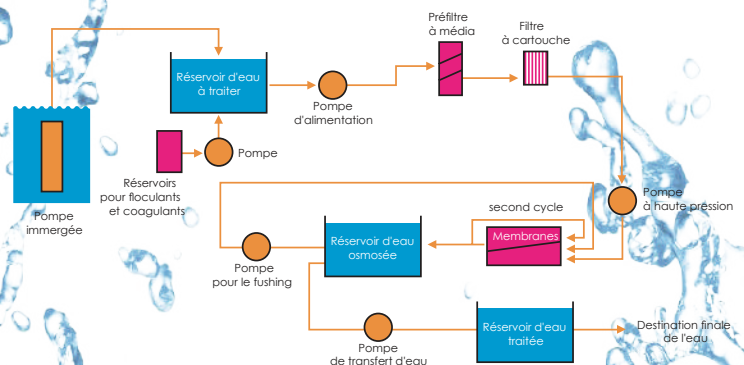 Préfiltre
à média
Filtre
à cartouche
Réservoir d'eau
à traiter
Pompe
d'alimentation
Pompe
Réservoirs
pour floculants
et coagulants
Pompe
immergée
Pompe
à haute préssion
second cycle
Membranes
Réservoir d'eau
osmosée
Pompe
pour le fushing
Pompe
de transfert d'eau
Réservoir d'eau
traitée
Destination finale
de l'eau